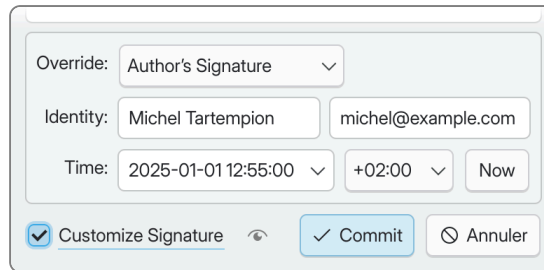 Override: Author's Signature
Identity: Michel Tartempion michel@example.com
Time: 2025-01-01 12:55:00 +02:00 Now
Customize Signature Commit Annuler